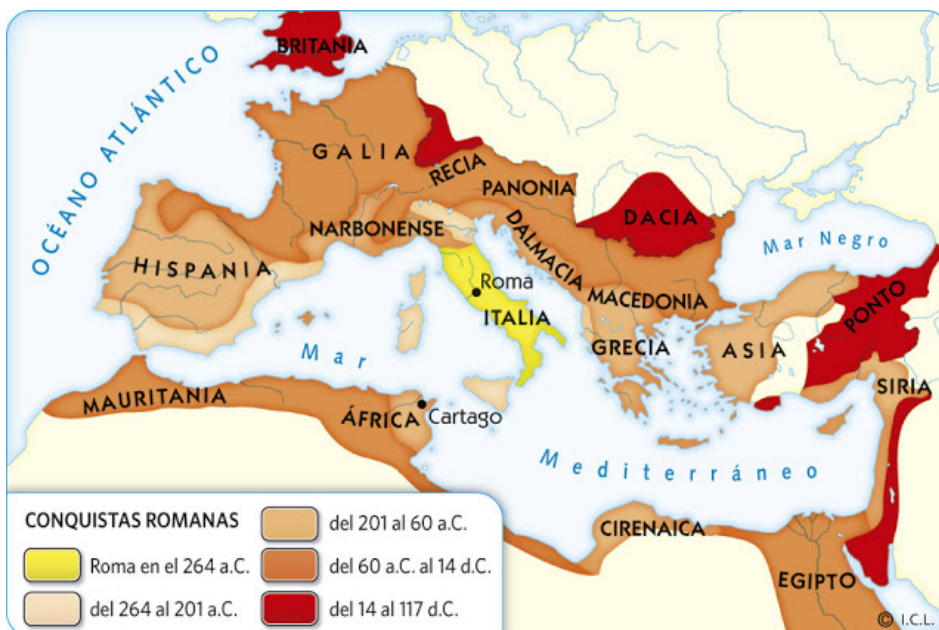 BRITANIA
OCÉANO ATLÁNTICO
GALIA
RECIA
PANONIA
DACIA
NARBONENSE
DALMACIA
Mar Negro
HISPANIA
Roma
ITALIA
MACEDONIA
PONTO
GRECIA
ASIA
SIRIA
Mar
Mediterráneo
MAURITANIA
ÁFRICA
Cartago
CIRENAICA
EGIPTO
CONQUISTAS ROMANAS
Roma en el 264 a.C.
del 264 al 201 a.C.
del 201 al 60 a.C.
del 60 a.C. al 14 d.C.
del 14 al 117 d.C.
© I.C.L.